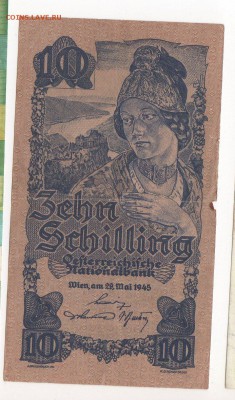 COINS.LAVE.RU
10
Zehn
Schilling
Oesterreichische
Nationalbank
Wien, am 29. Mai 1945
10 10